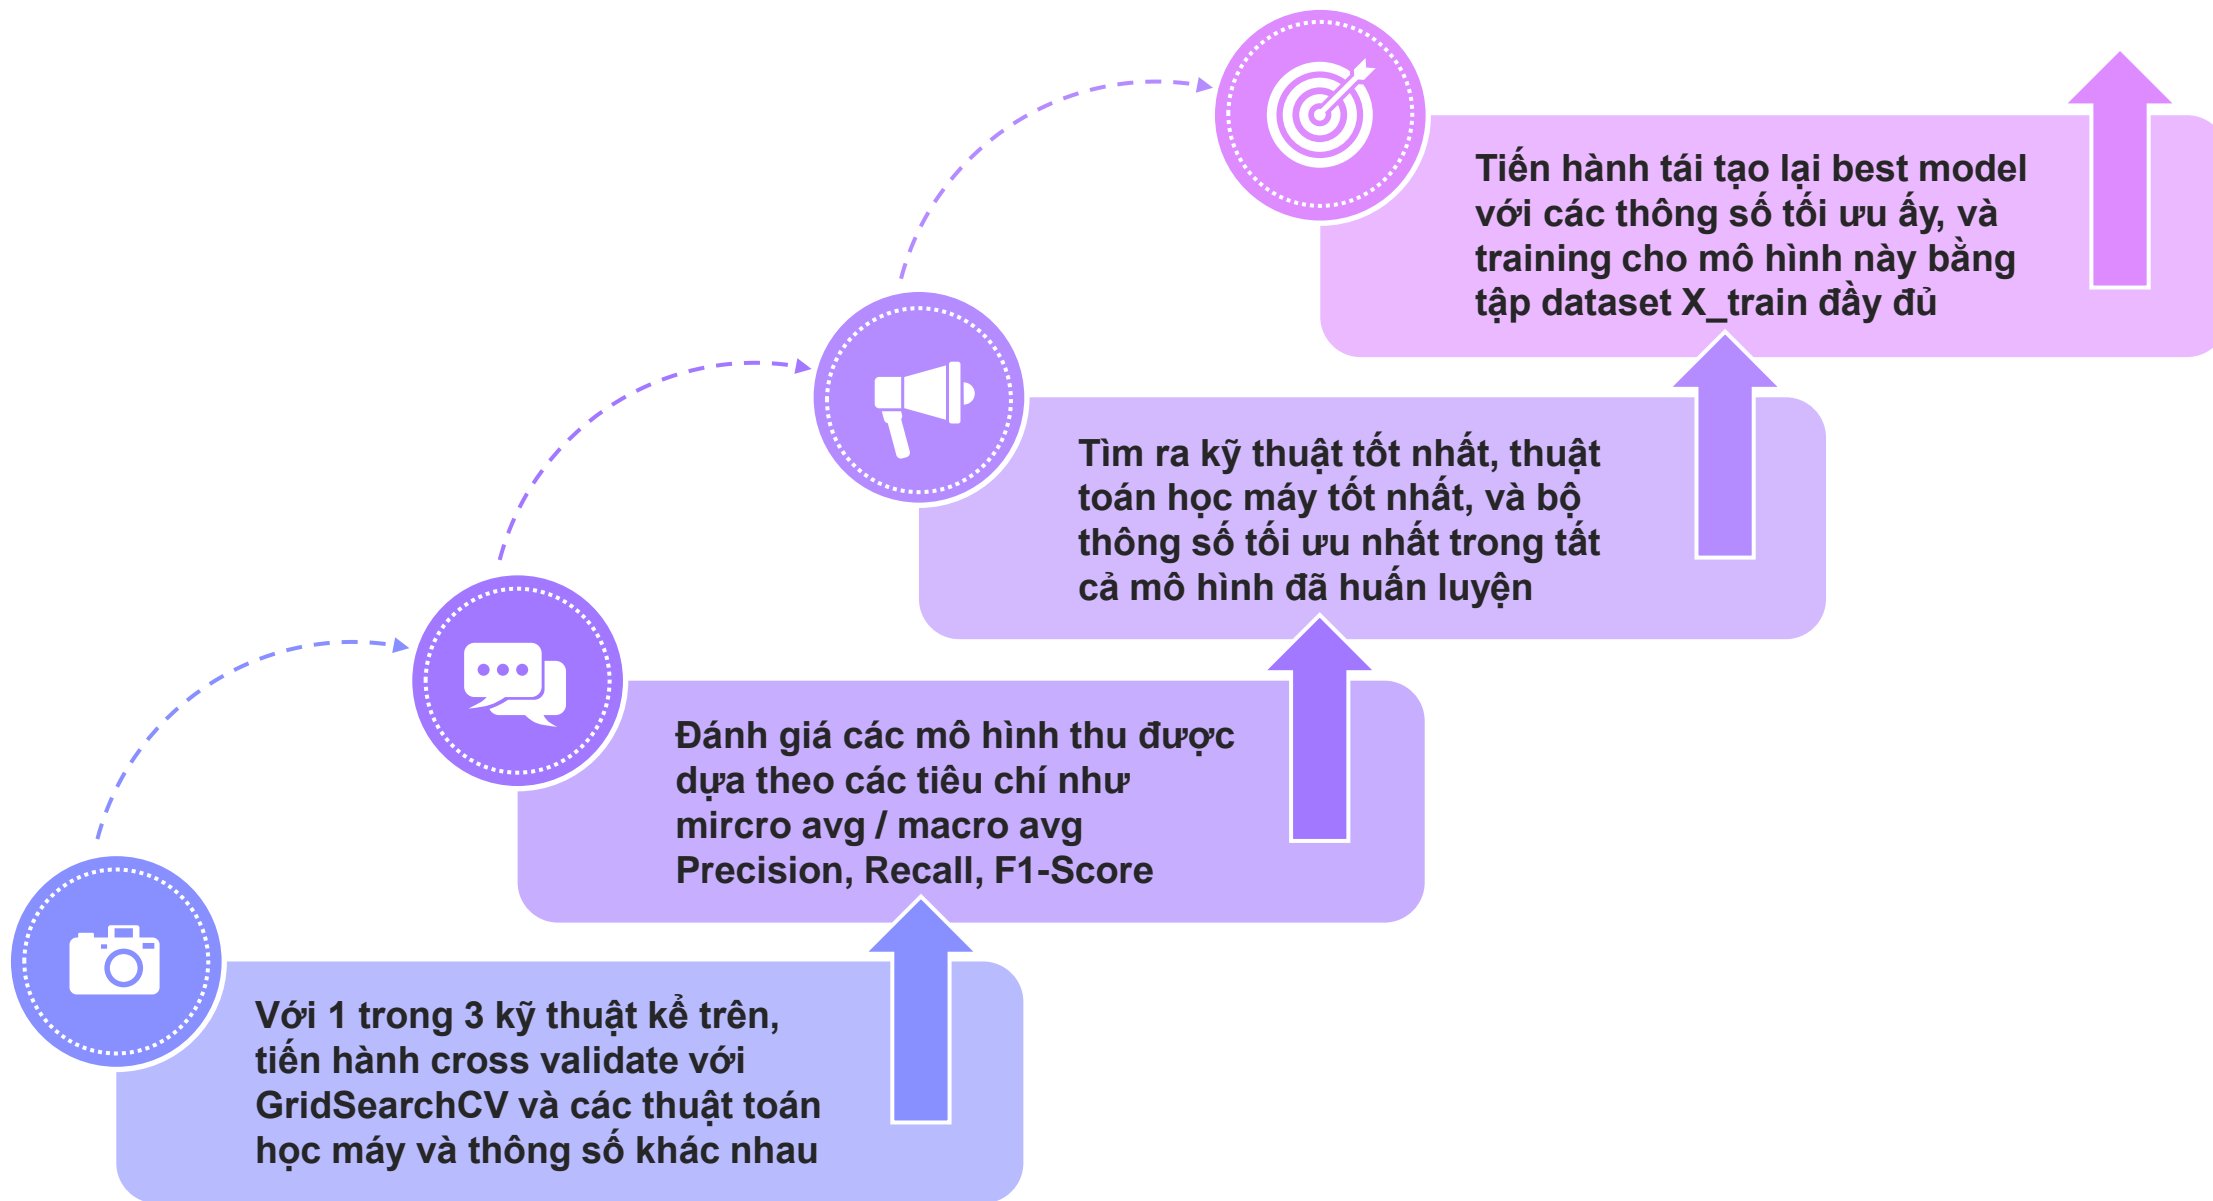 Tiến hành tái tạo lại best model
với các thông số tối ưu ấy, và
training cho mô hình này bằng
tập dataset X_train đầy đủ
Tìm ra kỹ thuật tốt nhất, thuật
toán học máy tốt nhất, và bộ
thông số tối ưu nhất trong tất
cả mô hình đã huấn luyện
Đánh giá các mô hình thu được
dựa theo các tiêu chí như
mircro avg / macro avg
Precision, Recall, F1-Score
Với 1 trong 3 kỹ thuật kể trên,
tiến hành cross validate với
GridSearchCV và các thuật toán
học máy và thông số khác nhau